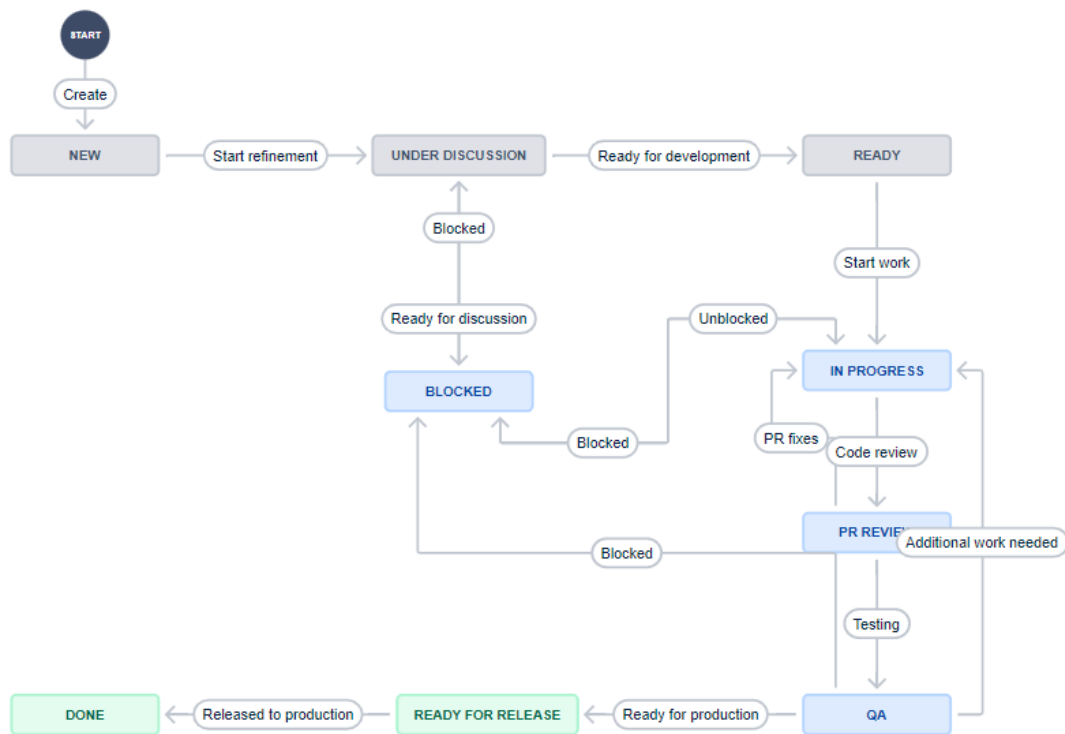 START
Create
NEW
Start refinement
UNDER DISCUSSION
Ready for development
READY
Blocked
Start work
Ready for discussion
Unblocked
IN PROGRESS
BLOCKED
PR fixes
Blocked
Code review
PR REVIEW
Additional work needed
Blocked
Testing
DONE
Released to production
READY FOR RELEASE
Ready for production
QA